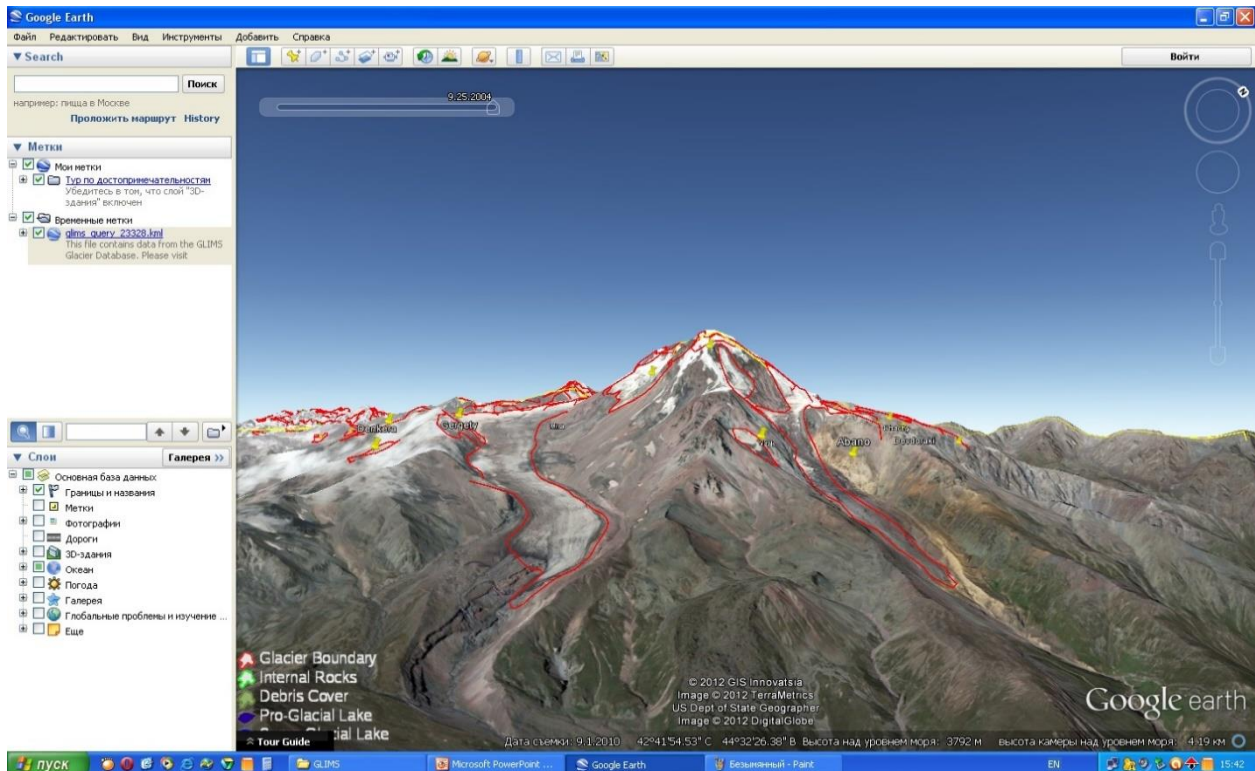 Google Earth
Файл Редактировать Вид Инструменты Добавить Справка
Search
Войти
Поиск
например: пицца в Москве
Проложить маршрут History
9.25.2004
Метки
Мои метки
Тур по достопримечательностям
Убедитесь в том, что слой "3D-
здания" включен
Временные метки
glims_query_23328.kml
This file contains data from the GLIMS
Glacier Database. Please visit
Gergely
Abano
Слои
Галерея >>
Основная база данных
Границы и названия
Метки
Фотографии
Дороги
3D-здания
Океан
Погода
Галерея
Глобальные проблемы и изучение ...
Еще
Glacier Boundary
Internal Rocks
Debris Cover
Pro-Glacial Lake
Glacial Lake
Tour Guide
© 2012 GIS Innovatsia
Image © 2012 TerraMetrics
US Dept of State Geographer
Image © 2012 DigitalGlobe
Google earth
Дата съемки: 9.1.2010 42°41'54.53" С 44°32'26.38" В Высота над уровнем моря: 3792 м высота камеры над уровнем моря: 4.19 км
пуск
GLIMS
Microsoft PowerPoint ...
Google Earth
Безымянный - Paint
EN
15:42